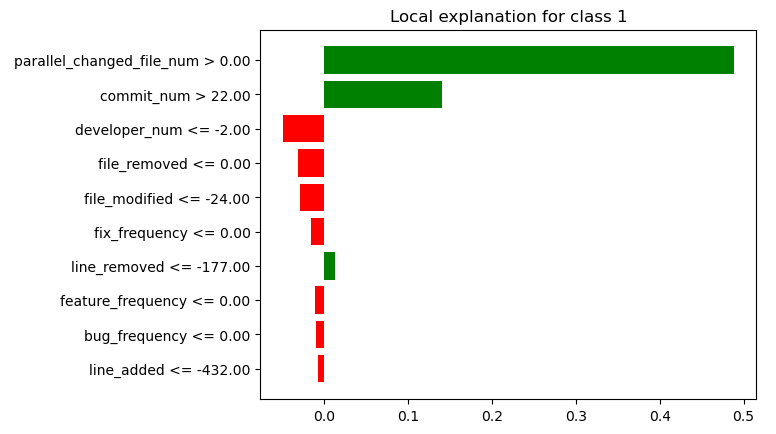 Local explanation for class 1
parallel_changed_file_num > 0.00
commit_num > 22.00
developer_num <= -2.00
file_removed <= 0.00
file_modified <= -24.00
fix_frequency <= 0.00
line_removed <= -177.00
feature_frequency <= 0.00
bug_frequency <= 0.00
line_added <= -432.00
0.0 0.1 0.2 0.3 0.4 0.5